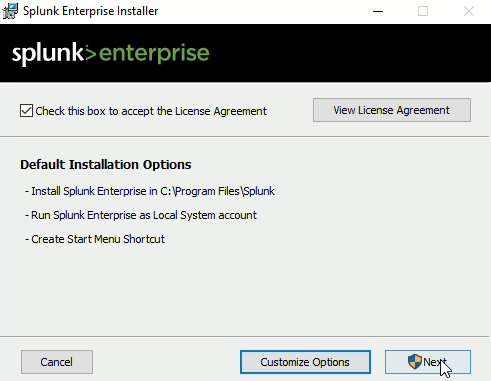 Splunk Enterprise Installer
splunk>enterprise
Check this box to accept the License Agreement
View License Agreement
Default Installation Options
- Install Splunk Enterprise in C:\Program Files\Splunk
- Run Splunk Enterprise as Local System account
- Create Start Menu Shortcut
Cancel
Customize Options
Next